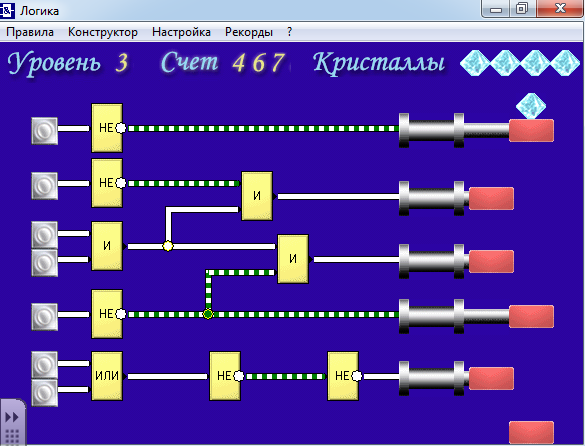 Логика
Правила Конструктор Настройка Рекорды ?
Уровень 3 Счет 467 Кристаллы
НЕ
НЕ
И
И
И
НЕ
ИЛИ НЕ НЕ